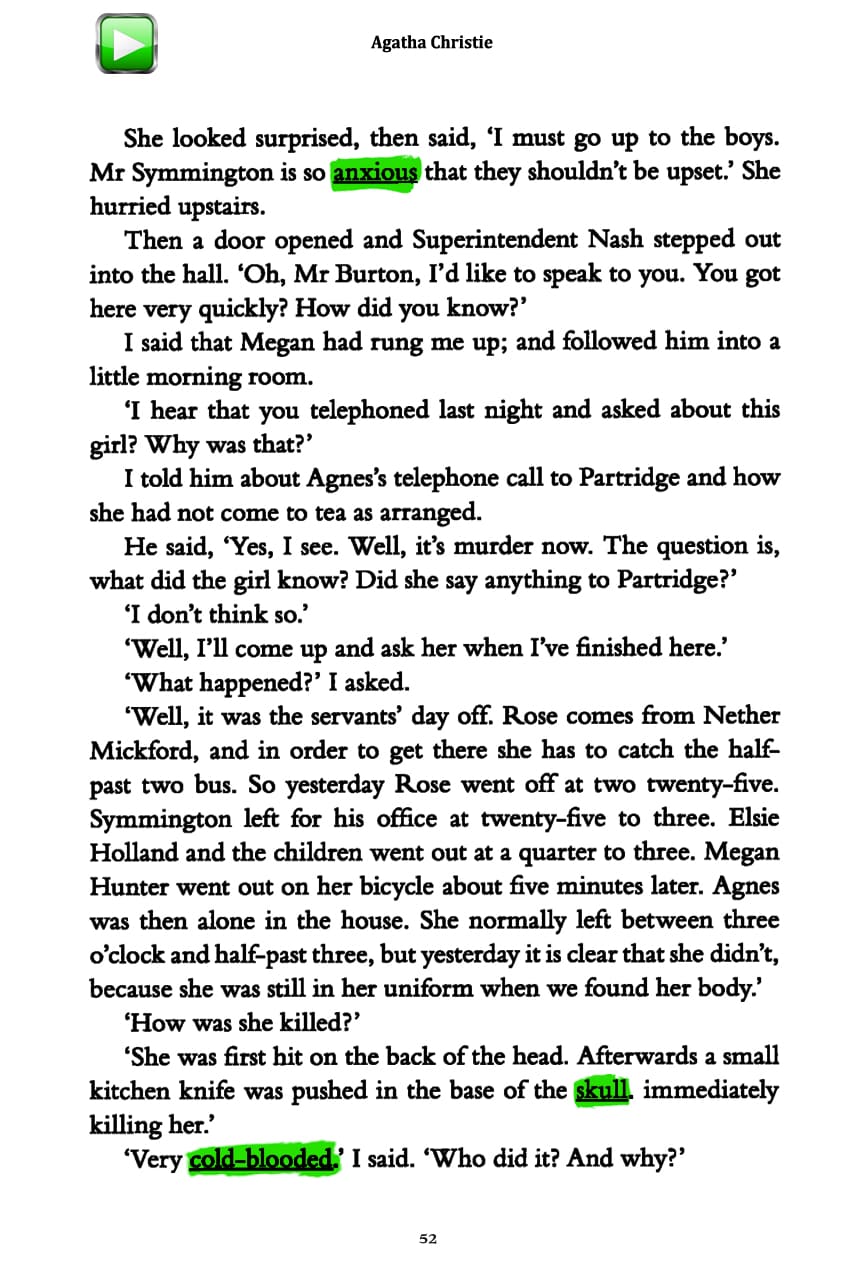 Agatha Christie
She looked surprised, then said, ‘I must go up to the boys.
Mr Symmington is so anxious that they shouldn’t be upset.’ She
hurried upstairs.
Then a door opened and Superintendent Nash stepped out
into the hall. ‘Oh, Mr Burton, I’d like to speak to you. You got
here very quickly? How did you know?’
I said that Megan had rung me up; and followed him into a
little morning room.
‘I hear that you telephoned last night and asked about this
girl? Why was that?’
I told him about Agnes’s telephone call to Partridge and how
she had not come to tea as arranged.
He said, ‘Yes, I see. Well, it’s murder now. The question is,
what did the girl know? Did she say anything to Partridge?’
‘I don’t think so.’
‘Well, I’ll come up and ask her when I’ve finished here.’
‘What happened?’ I asked.
‘Well, it was the servants’ day off. Rose comes from Nether
Mickford, and in order to get there she has to catch the half-
past two bus. So yesterday Rose went off at two twenty-five.
Symmington left for his office at twenty-five to three. Elsie
Holland and the children went out at a quarter to three. Megan
Hunter went out on her bicycle about five minutes later. Agnes
was then alone in the house. She normally left between three
o’clock and half-past three, but yesterday it is clear that she didn’t,
because she was still in her uniform when we found her body.’
‘How was she killed?’
‘She was first hit on the back of the head. Afterwards a small
kitchen knife was pushed in the base of the skull, immediately
killing her.’
‘Very cold-blooded.’ I said. ‘Who did it? And why?’
52